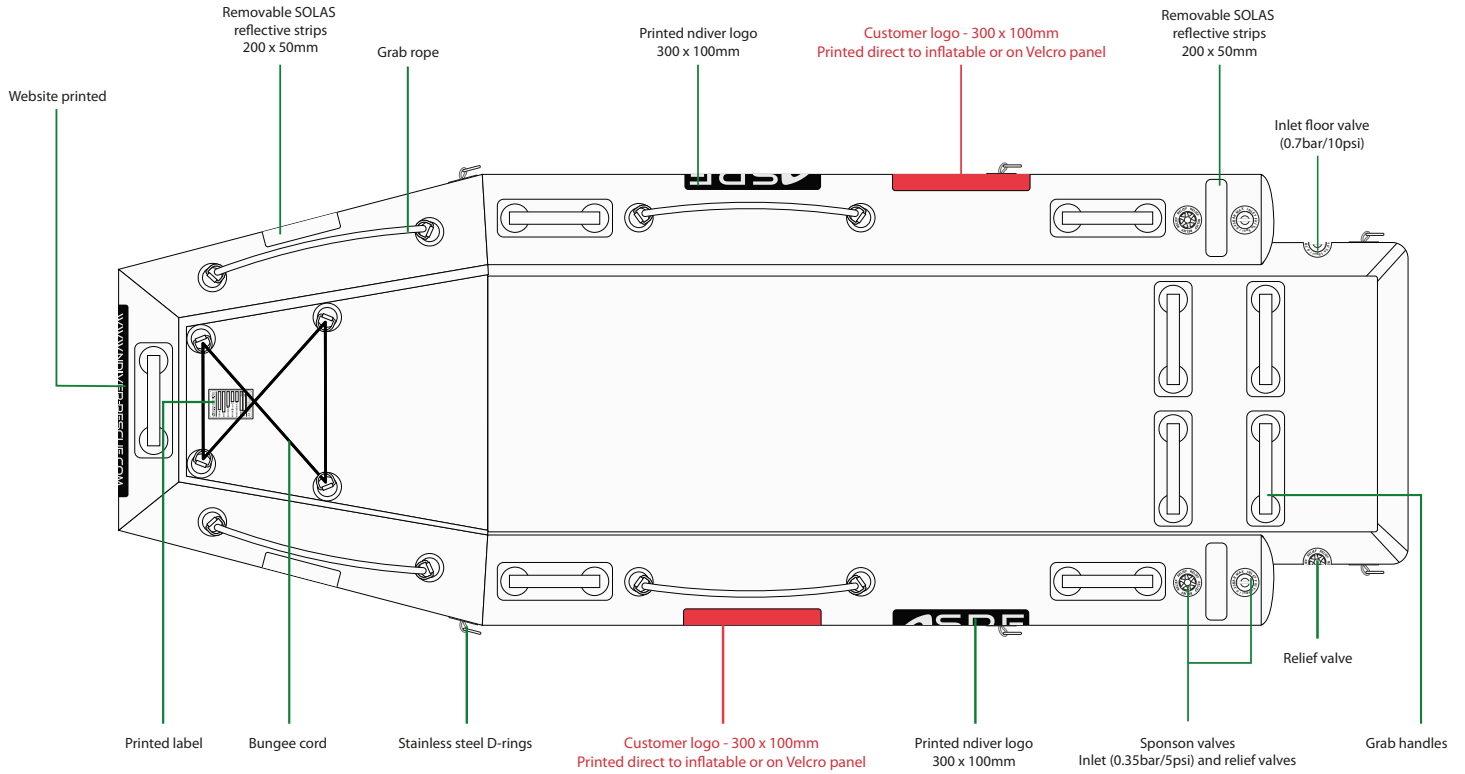 Removable SOLAS
reflective strips
200 x 50mm
Grab rope
Printed ndiver logo
300 x 100mm
Customer logo - 300 x 100mm
Printed direct to inflatable or on Velcro panel
Removable SOLAS
reflective strips
200 x 50mm
Website printed
Inlet floor valve
(0.7bar/10psi)
Relief valve
Printed label
Bungee cord
Stainless steel D-rings
Customer logo - 300 x 100mm
Printed direct to inflatable or on Velcro panel
Printed ndiver logo
300 x 100mm
Sponson valves
Inlet (0.35bar/5psi) and relief valves
Grab handles